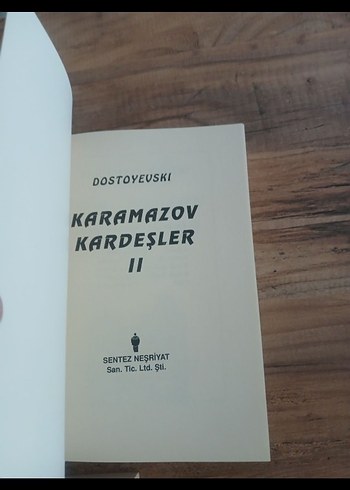 DOSTOYEVSKI
KARAMAZOV
KARDEŞLER
II
SENTEZ NEŞRİYAT
San. Tic. Ltd. Şti.